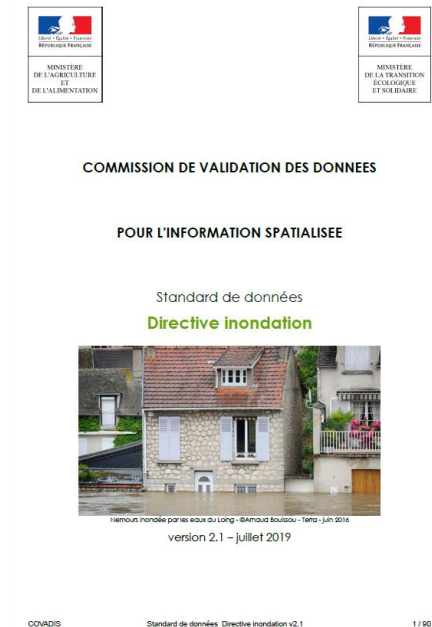 Liberté • Égalité • Fraternité
RÉPUBLIQUE FRANÇAISE
MINISTÈRE
DE L'AGRICULTURE
ET
DE L'ALIMENTATION
Liberté • Égalité • Fraternité
RÉPUBLIQUE FRANÇAISE
MINISTÈRE
DE LA TRANSITION
ÉCOLOGIQUE
ET SOLIDAIRE
COMMISSION DE VALIDATION DES DONNEES
POUR L'INFORMATION SPATIALISEE
Standard de données
Directive inondation
Nemours inondée par les eaux du Loing - ©Arnaud Bouissou - Terra - juin 2016
version 2.1 – juillet 2019
COVADIS
Standard de données Directive inondation v2.1
1 / 90